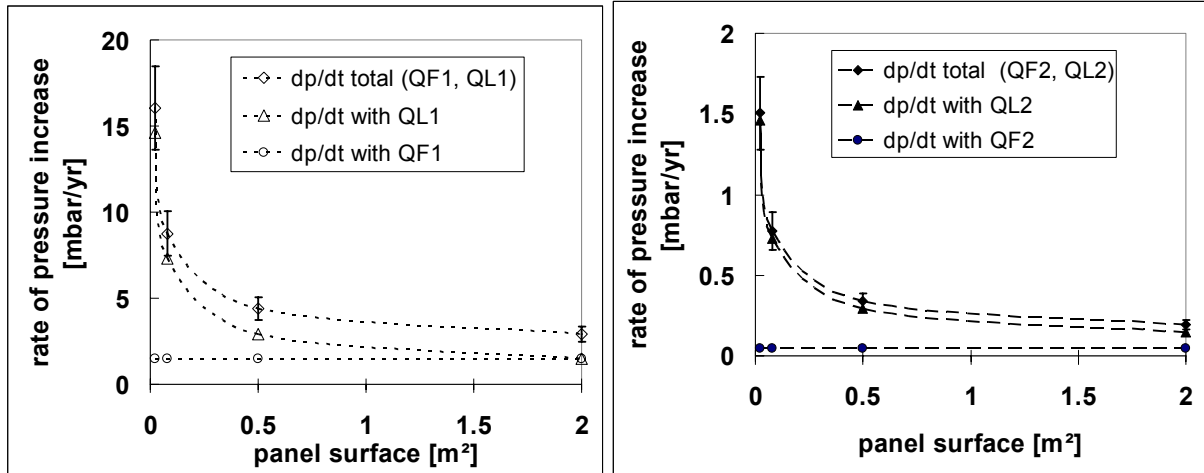 rate of pressure increase
[mbar/yr]
20
15
10
5
0
dp/dt total (QF1, QL1)
dp/dt with QL1
dp/dt with QF1
0 0.5 1 1.5 2
panel surface [m²]
rate of pressure increase
[mbar/yr]
2
1.5
1
0.5
0
dp/dt total (QF2, QL2)
dp/dt with QL2
dp/dt with QF2
0 0.5 1 1.5 2
panel surface [m²]